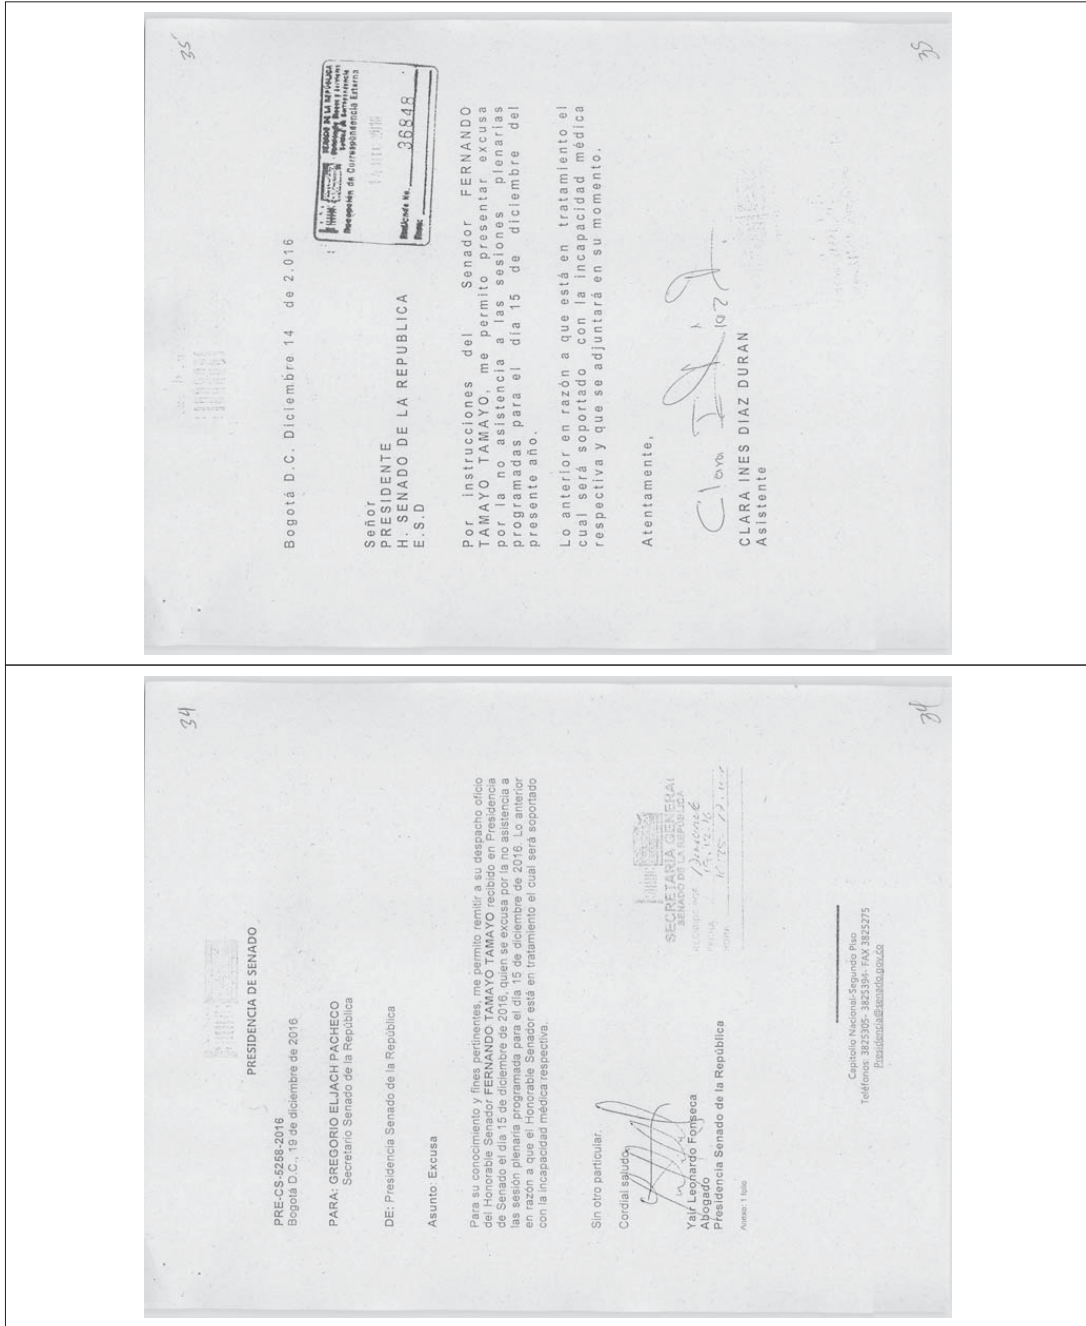 35
35
SENADO DE LA REPÚBLICA
Recepción de Correspondencia Externa
Radicado No. 36848
Bogotá D.C. Diciembre 14 de 2.016
Señor
PRESIDENTE
H. SENADO DE LA REPUBLICA
E.S.D
Por instrucciones del Senador FERNANDO
TAMAYO TAMAYO, me permito presentar excusa
por la no asistencia a las sesiones plenarias
programadas para el día 15 de diciembre del
presente año.
Lo anterior en razón a que está en tratamiento el
cual será soportado con la incapacidad médica
respectiva y que se adjuntará en su momento.
Atentamente,
CLARA INES DIAZ DURAN
Asistente
34
34
PRESIDENCIA DE SENADO
PRE-CS-5258-2016
Bogotá D.C., 19 de diciembre de 2016
PARA: GREGORIO ELJACH PACHECO
Secretario Senado de la República
DE: Presidencia Senado de la República
Asunto: Excusa
Para su conocimiento y fines pertinentes, me permito remitir a su despacho oficio
del Honorable Senador FERNANDO TAMAYO TAMAYO recibido en Presidencia
de Senado el día 15 de diciembre de 2016, quien se excusa por la no asistencia a
las sesión plenaria programada para el día 15 de diciembre de 2016. Lo anterior
en razón a que el Honorable Senador está en tratamiento el cual será soportado
con la incapacidad médica respectiva.
Sin otro particular,
Cordial saludo,
Yair Leonardo Fonseca
Abogado
Presidencia Senado de la República
Anexo: 1 folio
SECRETARIA GENERAL
SENADO DE LA REPÚBLICA
Capitolio Nacional-Segundo Piso
Teléfonos: 3825305- 3825394- FAX 3825275
Presidencia@senado.gov.co